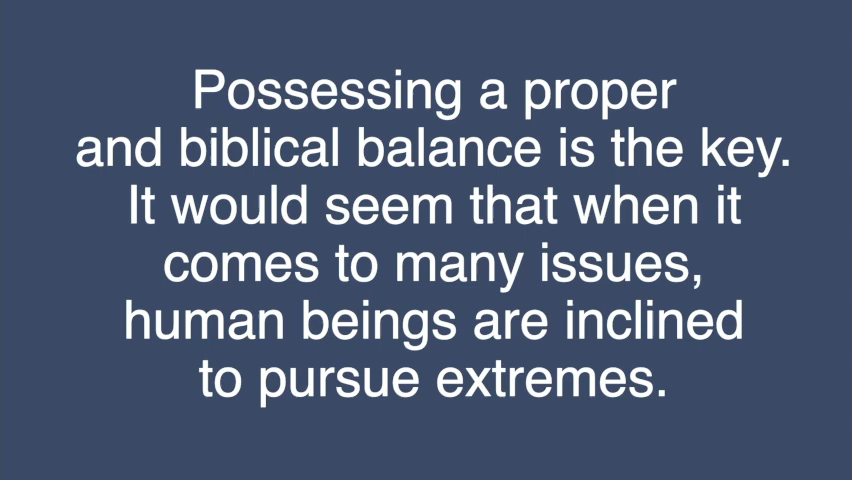 Possessing a proper
and biblical balance is the key.
It would seem that when it
comes to many issues,
human beings are inclined
to pursue extremes.